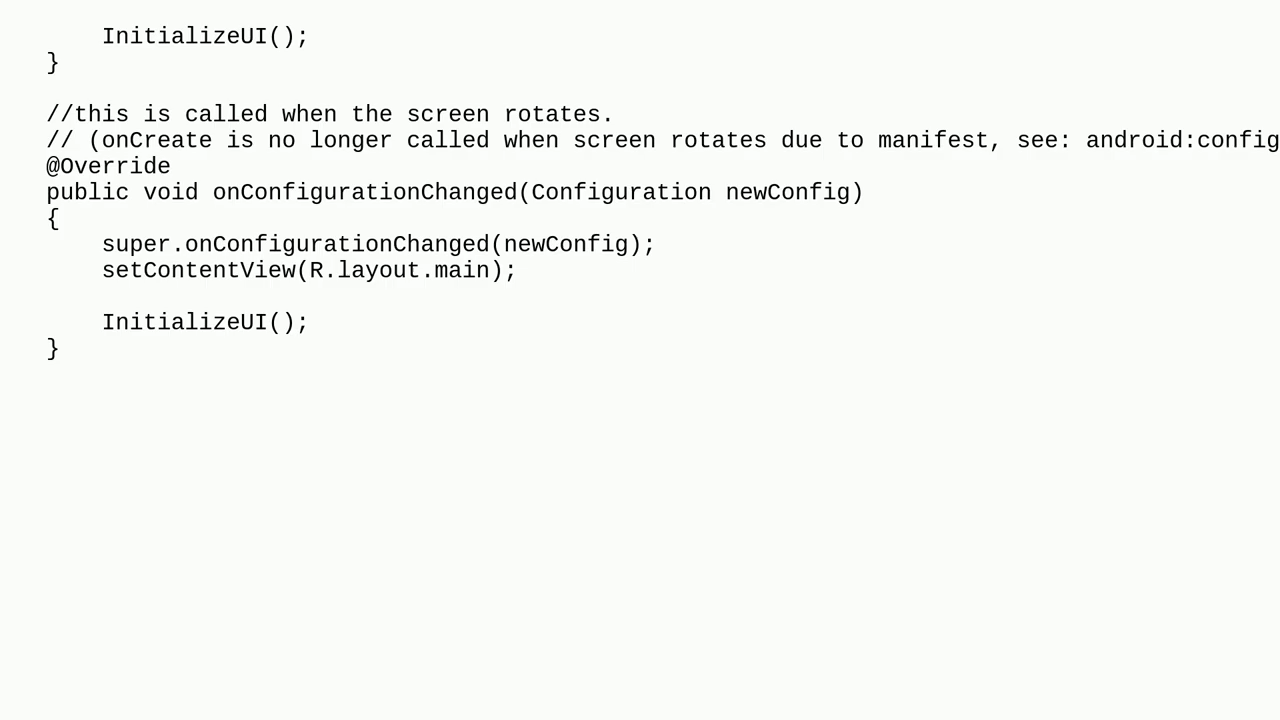 InitializeUI();
}
//this is called when the screen rotates.
// (onCreate is no longer called when screen rotates due to manifest, see: android:config
@Override
public void onConfigurationChanged(Configuration newConfig)
{
super.onConfigurationChanged(newConfig);
setContentView(R.layout.main);
InitializeUI();
}